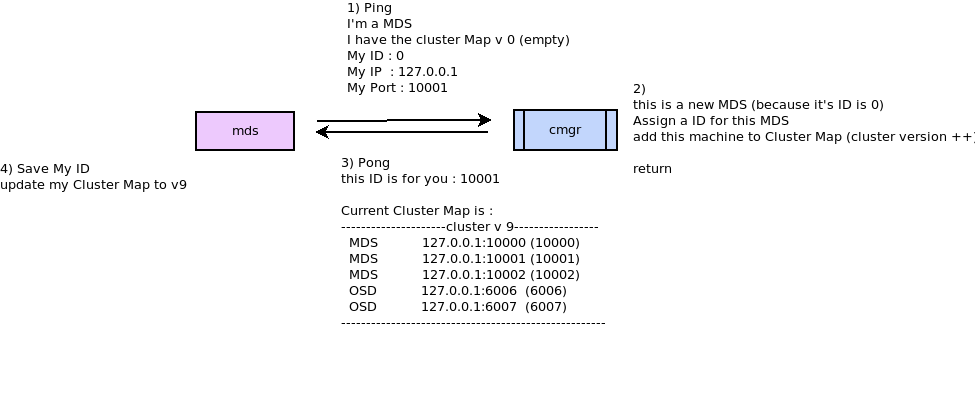 1) Ping
I'm a MDS
I have the cluster Map v 0 (empty)
My ID : 0
My IP  : 127.0.0.1
My Port : 10001
mds
cmgr
2)
this is a new MDS (because it's ID is 0)
Assign a ID for this MDS
add this machine to Cluster Map (cluster version ++)
return
3) Pong
this ID is for you : 10001
Current Cluster Map is :
---------------------cluster v 9-----------------
MDS 127.0.0.1:10000 (10000)
MDS 127.0.0.1:10001 (10001)
MDS 127.0.0.1:10002 (10002)
OSD 127.0.0.1:6006  (6006)
OSD 127.0.0.1:6007  (6007)
-----------------------------------------------------
4) Save My ID
update my Cluster Map to v9